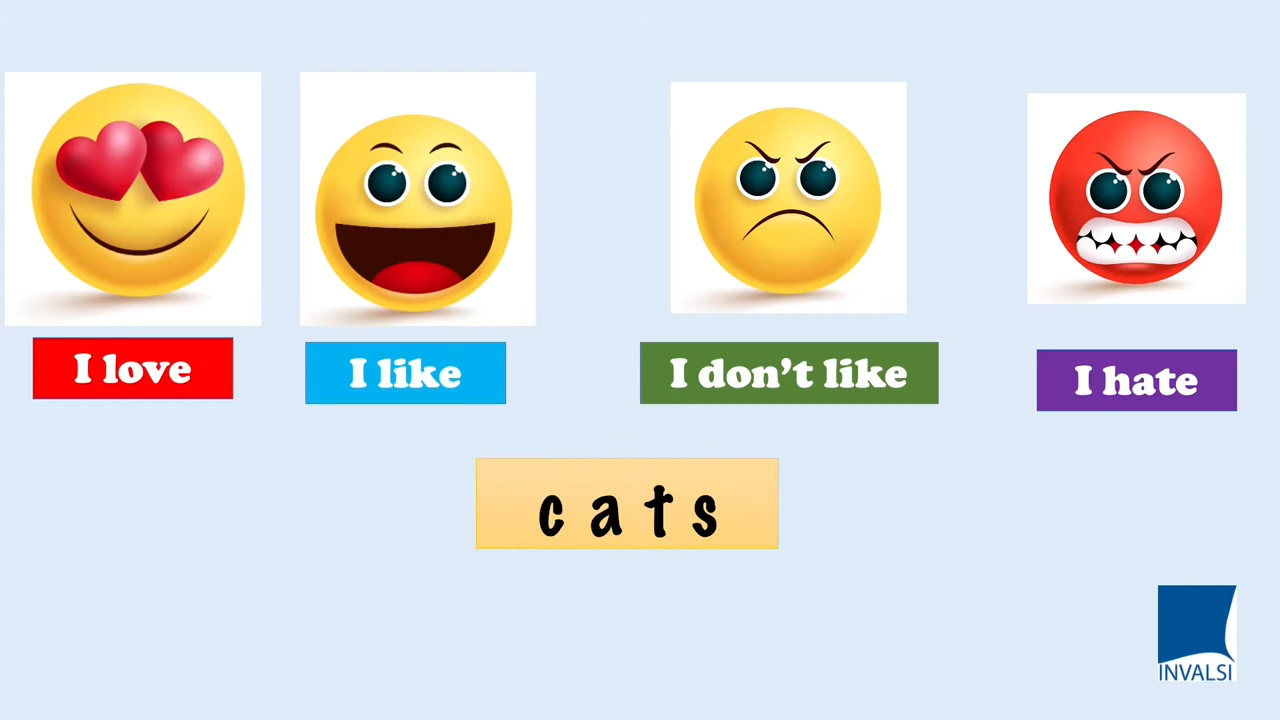 I love
I like
I don't like
I hate
c a t s
INVALSI